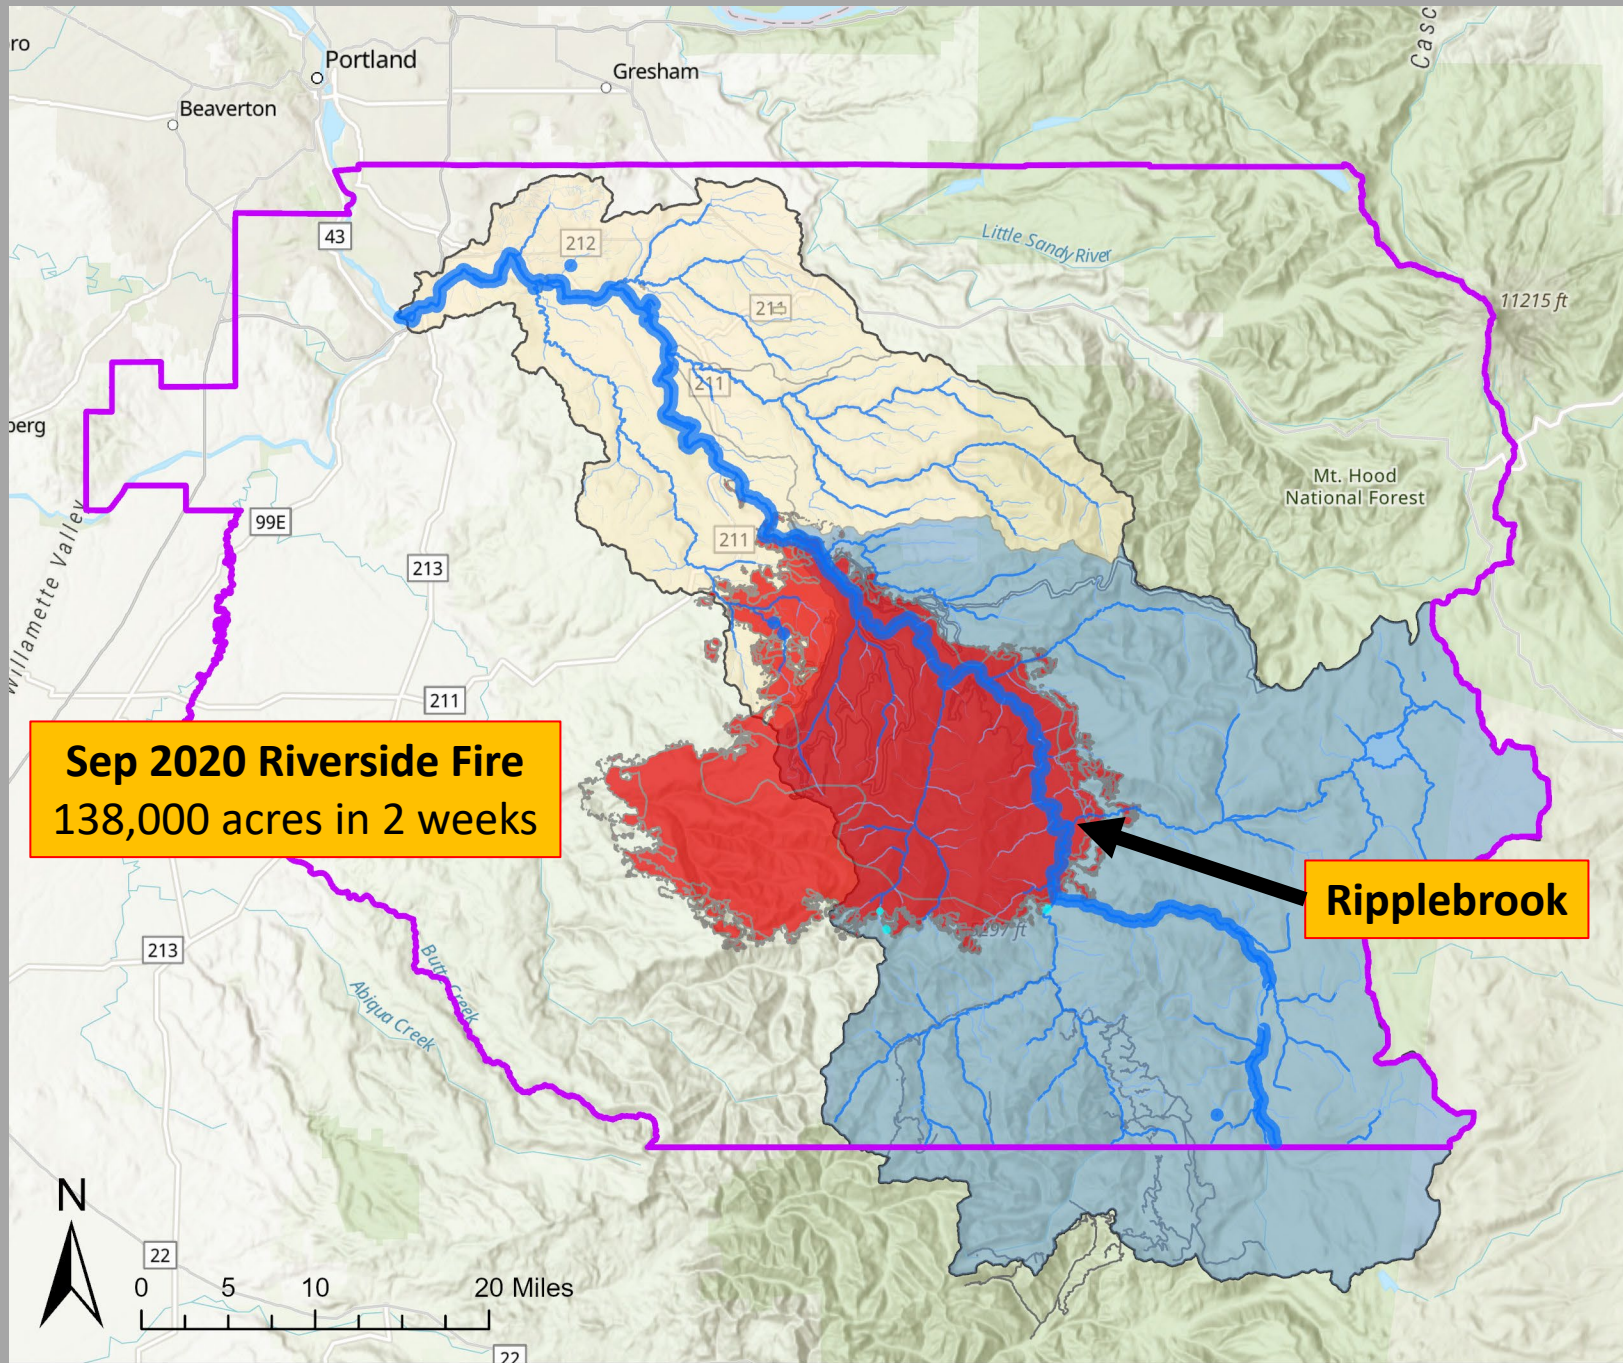 Casc
ro
Portland
Gresham
Beaverton
43
212
Little Sandy River
211
11215 ft
211
berg
Mt. Hood
National Forest
99E
211
213
Willamette Valley
211
Sep 2020 Riverside Fire
138,000 acres in 2 weeks
Ripplebrook
213
Butte Creek
Abiqua Creek
N
22
0 5 10 20 Miles
22